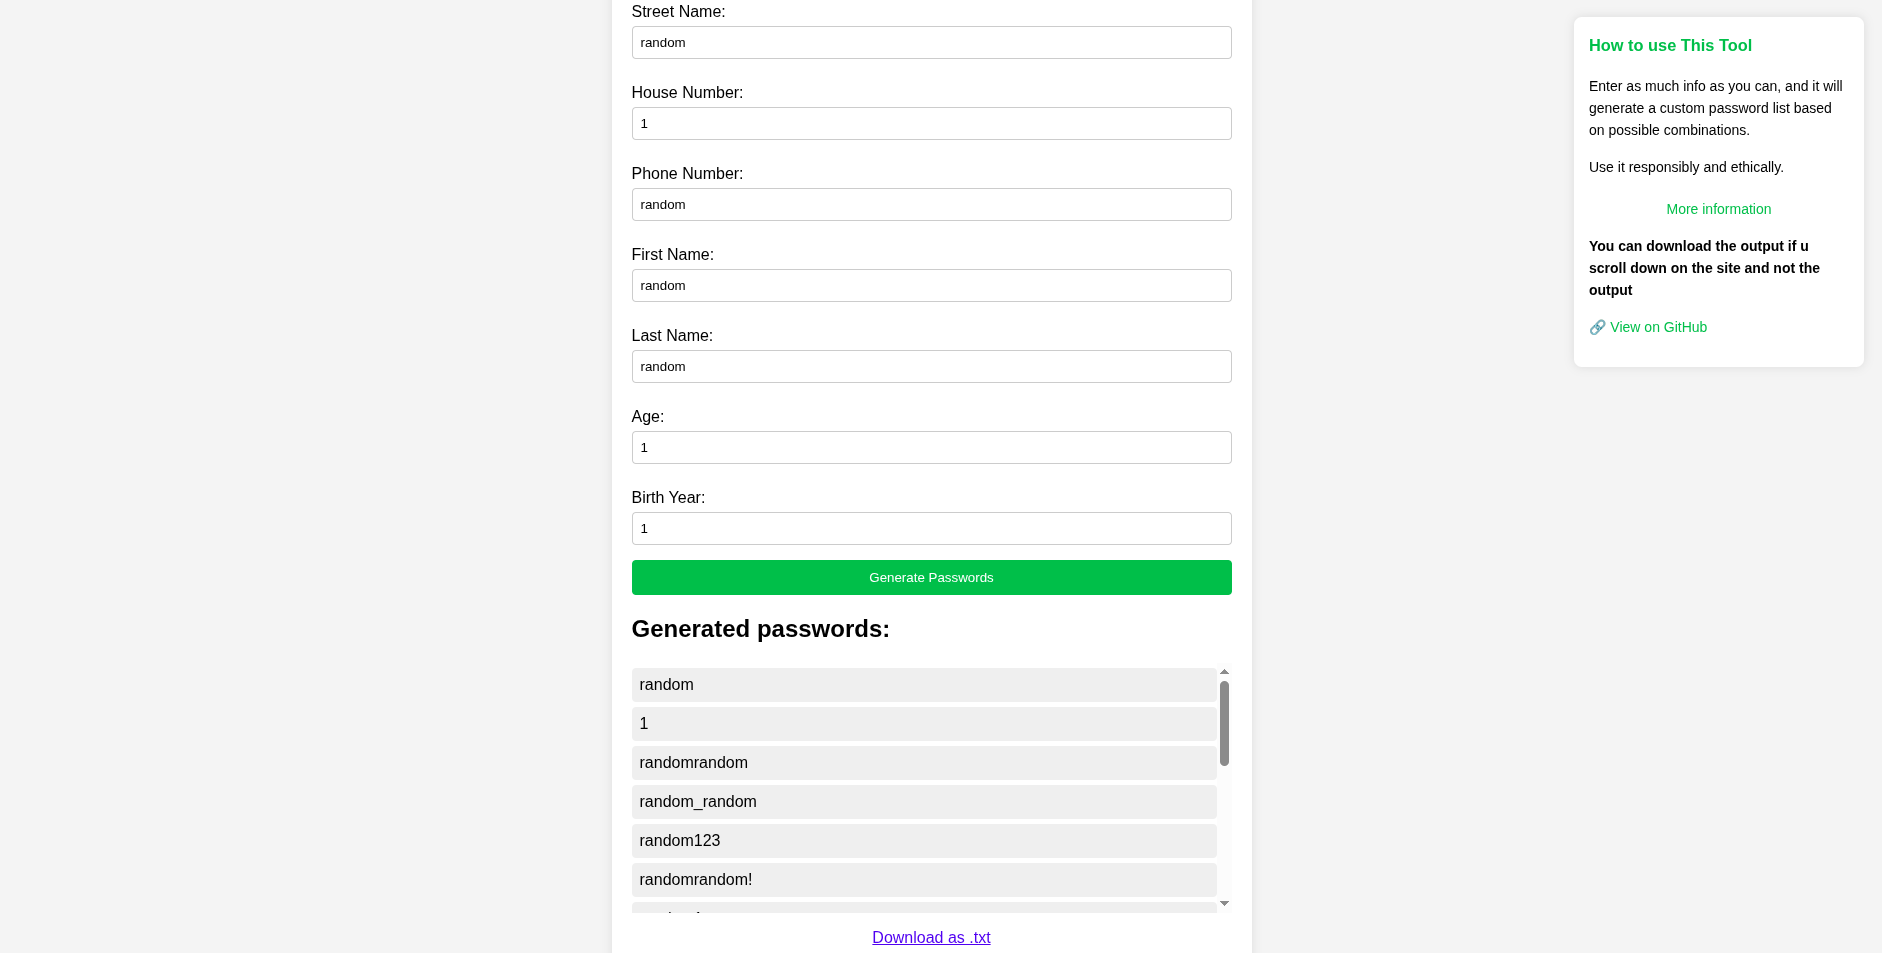 Street Name:
random
House Number:
1
Phone Number:
random
First Name:
random
Last Name:
random
Age:
1
Birth Year:
1
Generate Passwords
Generated passwords:
random
1
randomrandom
random_random
random123
randomrandom!
Download as .txt
How to use This Tool
Enter as much info as you can, and it will
generate a custom password list based
on possible combinations.
Use it responsibly and ethically.
More information
You can download the output if u
scroll down on the site and not the
output
🔗 View on GitHub